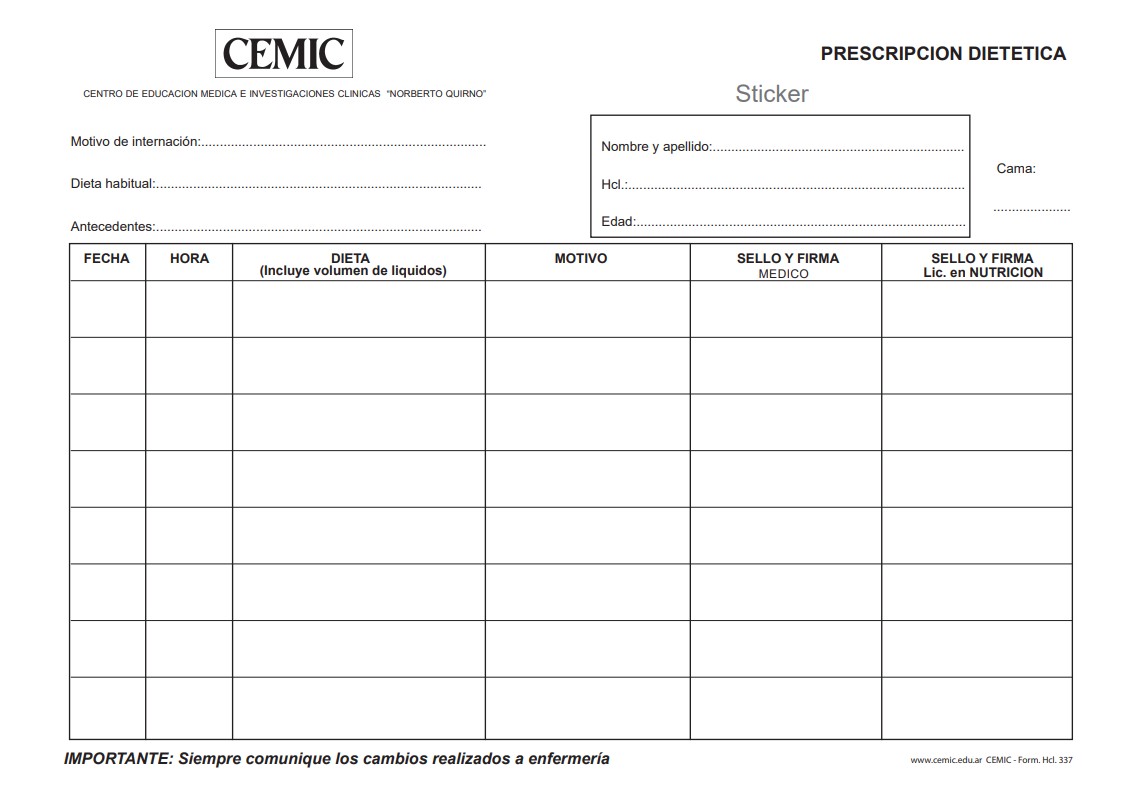 CEMIC
CENTRO DE EDUCACION MEDICA E INVESTIGACIONES CLINICAS "NORBERTO QUIRNO"
PRESCRIPCION DIETETICA
Sticker
Motivo de internación:......................................................................
Dieta habitual:......................................................................
Antecedentes:......................................................................
Nombre y apellido:......................................................................
Hcl.:......................................................................
Edad:......................................................................
Cama:
.....................
FECHA
HORA
DIETA
(Incluye volumen de liquidos)
MOTIVO
SELLO Y FIRMA
MEDICO
SELLO Y FIRMA
Lic. en NUTRICION
IMPORTANTE: Siempre comunique los cambios realizados a enfermería
www.cemic.edu.ar CEMIC - Form. Hcl. 337